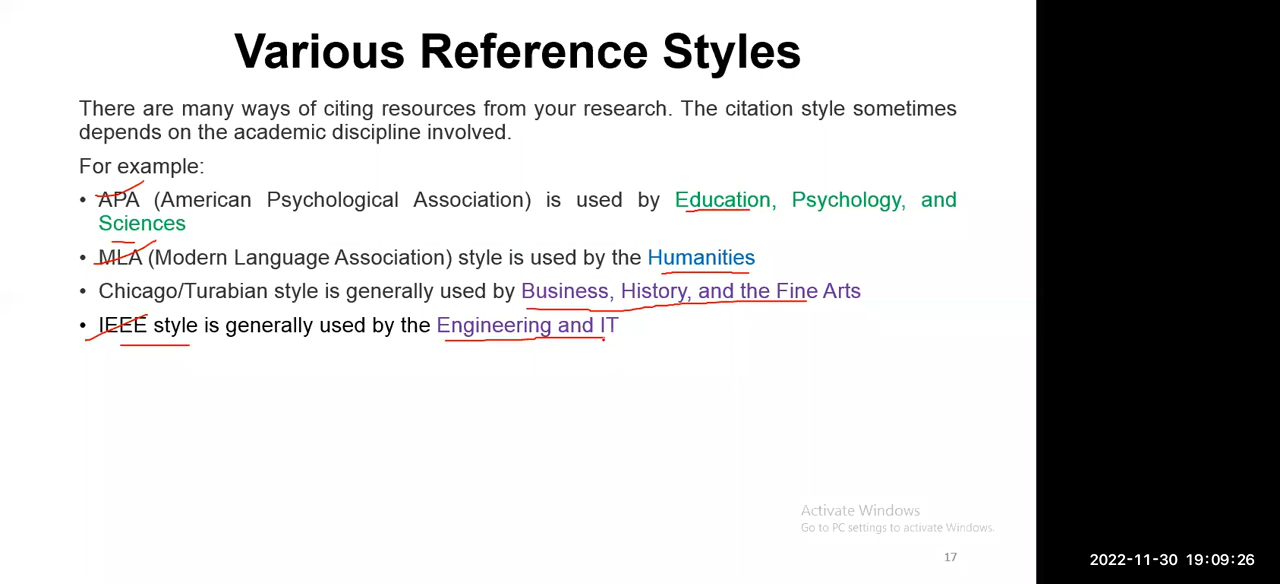 Various Reference Styles
There are many ways of citing resources from your research. The citation style sometimes
depends on the academic discipline involved.
For example:
• APA (American Psychological Association) is used by Education, Psychology, and
Sciences
• MLA (Modern Language Association) style is used by the Humanities
• Chicago/Turabian style is generally used by Business, History, and the Fine Arts
• IEEE style is generally used by the Engineering and IT
Activate Windows
Go to PC settings to activate Windows.
17
2022-11-30 19:09:26